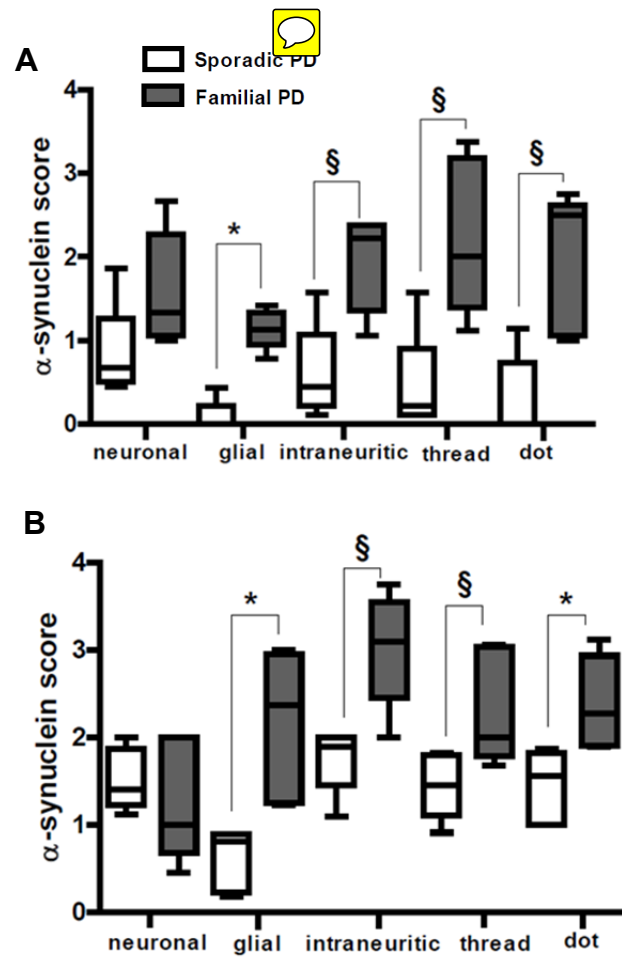 A
Sporadic PD
Familial PD
α-synuclein score
4
3
2
1
0
*
§
§
§
neuronal glial intraneuritic thread dot
B
α-synuclein score
4
3
2
1
0
*
§
§
*
neuronal glial intraneuritic thread dot